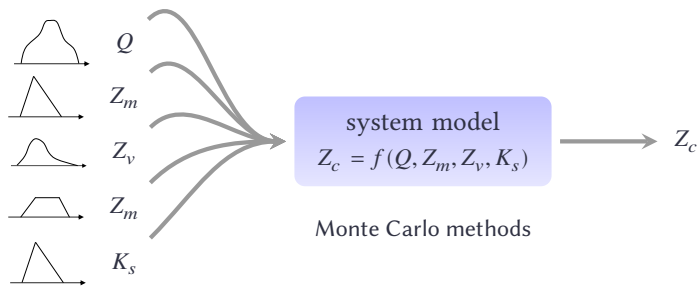 Q
Z_m
Z_v
Z_m
K_s
system model
Z_c = f(Q, Z_m, Z_v, K_s)
Monte Carlo methods
Z_c